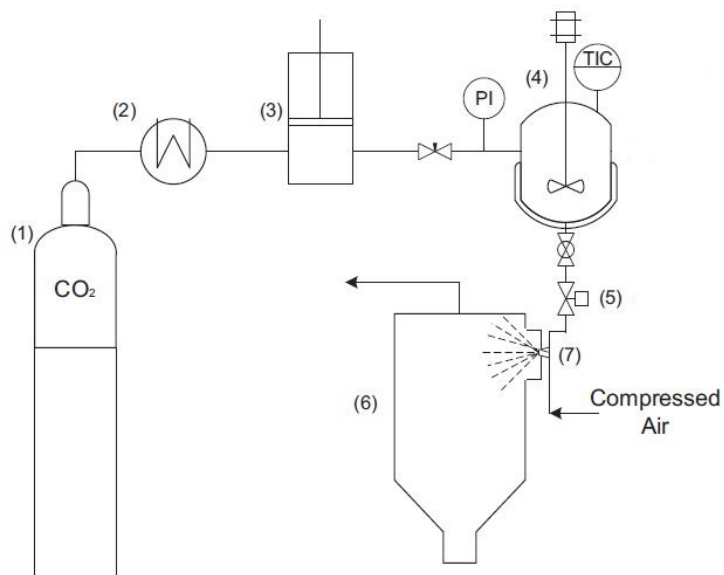 (4)
TIC
(2)
(3)
PI
(1)
CO₂
(5)
(7)
(6)
Compressed
Air